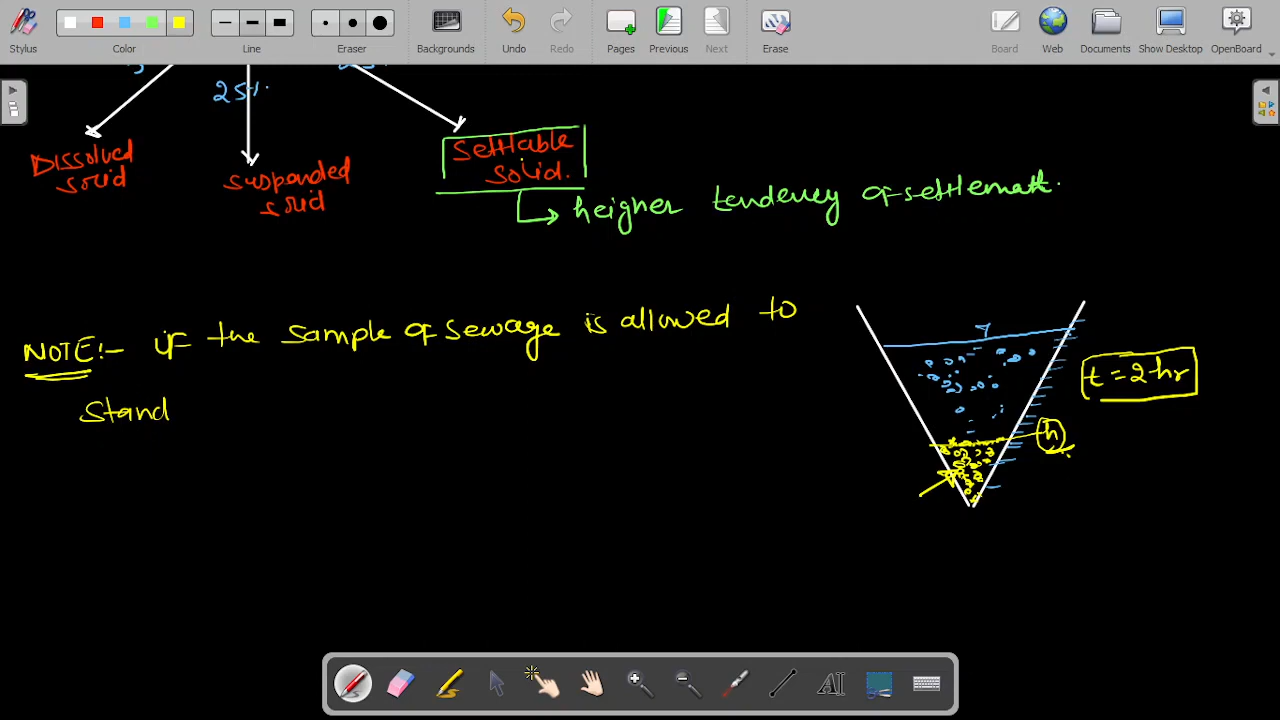 Stylus
Color
Line
Eraser
Backgrounds
Undo
Redo
Pages
Previous
Next
Erase
Board
Web
Documents
Show Desktop
OpenBoard
25%.
Dissolved
solid
suspended
solid
Settlable
solid.
heigher tendency of settlement.
NOTE:- if the sample of sewage is allowed to
stand
t = 2 hr
h
AI